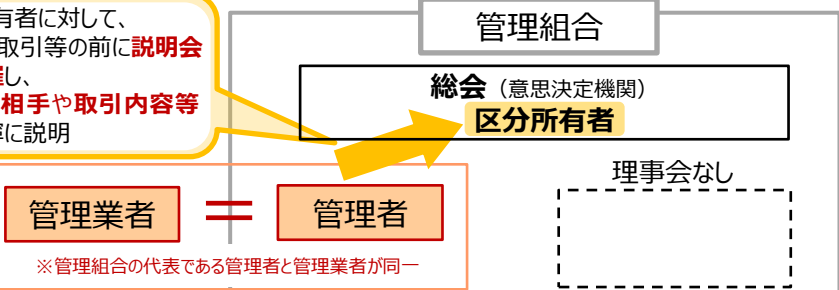 有者に対して、
取引等の前に説明会
し、
相手や取引内容等
に説明
管理組合
総会（意思決定機関）
区分所有者
理事会なし
管理業者 = 管理者
※管理組合の代表である管理者と管理業者が同一